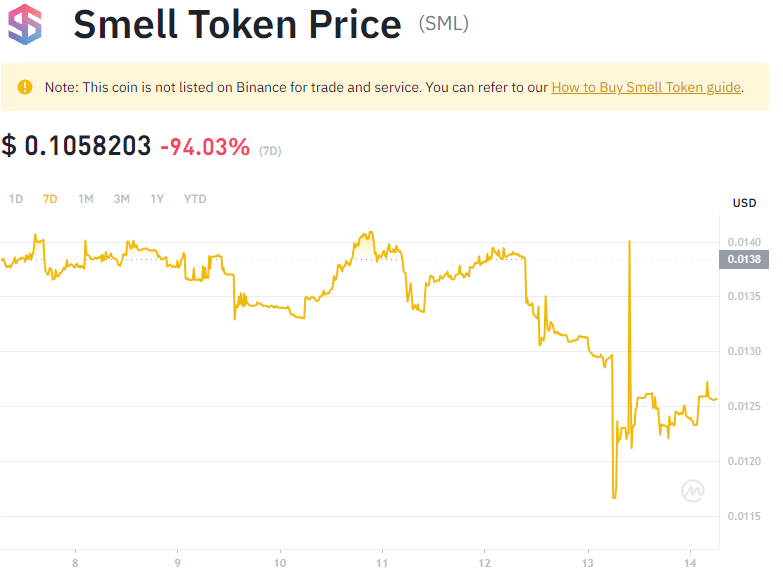 Smell Token Price (SML)
Note: This coin is not listed on Binance for trade and service. You can refer to our How to Buy Smell Token guide.
$ 0.1058203 -94.03% (7D)
1D 7D 1M 3M 1Y YTD
USD
0.0140
0.0138
0.0135
0.0130
0.0125
0.0120
0.0115
8 9 10 11 12 13 14